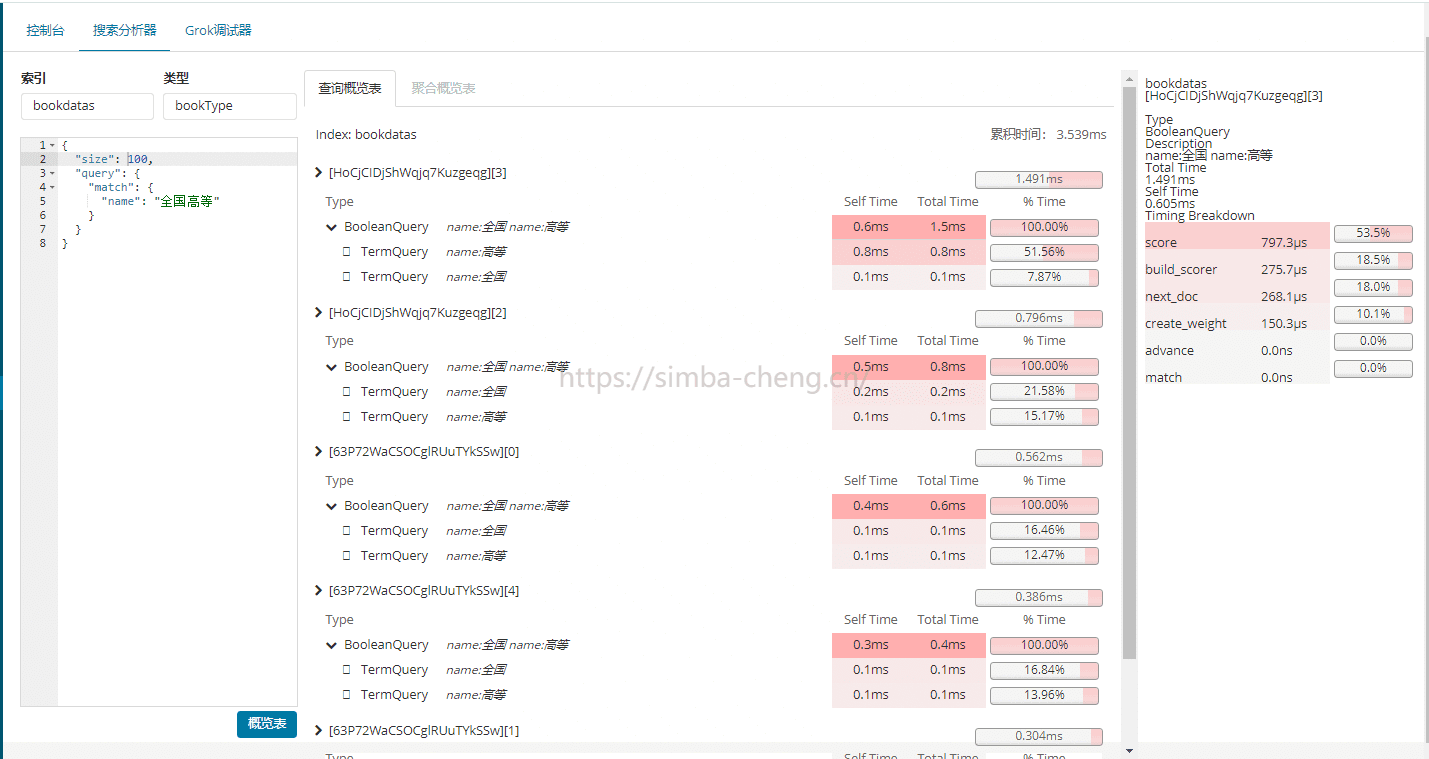 控制台 搜索分析器 Grok调试器
索引 类型
bookdatas bookType
1 {
2 "size": 100,
3 "query": {
4 "match": {
5 "name": "全国高等"
6 }
7 }
8 }
概览表
查询概览表 聚合概览表
Index: bookdatas 累积时间： 3.539ms
[HoCjCIDjShWqjq7Kuzgeqg][3] 1.491ms
Type Self Time Total Time % Time
BooleanQuery name:全国 name:高等 0.6ms 1.5ms 100.00%
TermQuery name:高等 0.8ms 0.8ms 51.56%
TermQuery name:全国 0.1ms 0.1ms 7.87%
[HoCjCIDjShWqjq7Kuzgeqg][2] 0.796ms
Type Self Time Total Time % Time
BooleanQuery name:全国 name:高等 0.5ms 0.8ms 100.00%
https://simba-cheng.cn/
TermQuery name:全国 0.2ms 0.2ms 21.58%
TermQuery name:高等 0.1ms 0.1ms 15.17%
[63P72WaCSOCglRUuTYkSSw][0] 0.562ms
Type Self Time Total Time % Time
BooleanQuery name:全国 name:高等 0.4ms 0.6ms 100.00%
TermQuery name:全国 0.1ms 0.1ms 16.46%
TermQuery name:高等 0.1ms 0.1ms 12.47%
[63P72WaCSOCglRUuTYkSSw][4] 0.386ms
Type Self Time Total Time % Time
BooleanQuery name:全国 name:高等 0.3ms 0.4ms 100.00%
TermQuery name:全国 0.1ms 0.1ms 16.84%
TermQuery name:高等 0.1ms 0.1ms 13.96%
[63P72WaCSOCglRUuTYkSSw][1] 0.304ms
Type Self Time Total Time % Time
bookdatas
[HoCjCIDjShWqjq7Kuzgeqg][3]
Type
BooleanQuery
Description
name:全国 name:高等
Total Time
1.491ms
Self Time
0.605ms
Timing Breakdown
score 797.3µs 53.5%
build_scorer 275.7µs 18.5%
next_doc 268.1µs 18.0%
create_weight 150.3µs 10.1%
advance 0.0ns 0.0%
match 0.0ns 0.0%